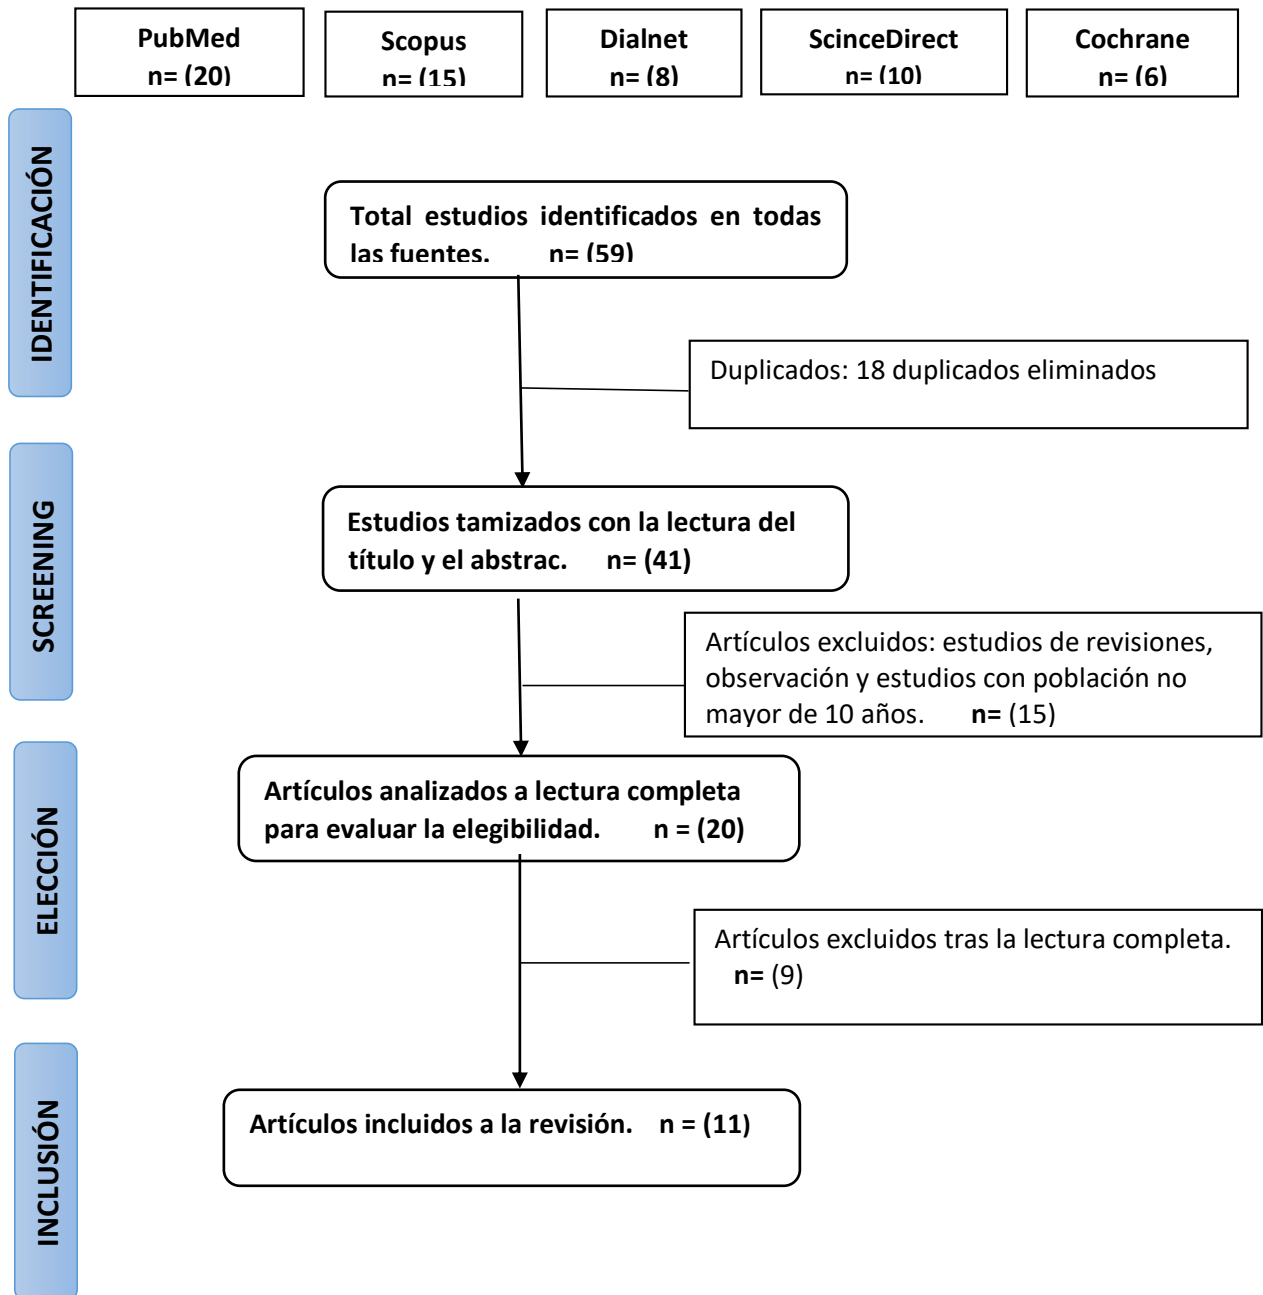 PubMed
n= (20)
Scopus
n= (15)
Dialnet
n= (8)
ScinceDirect
n= (10)
Cochrane
n= (6)
IDENTIFICACIÓN
Total estudios identificados en todas
las fuentes. n= (59)
Duplicados: 18 duplicados eliminados
SCREENING
Estudios tamizados con la lectura del
título y el abstrac. n= (41)
Artículos excluidos: estudios de revisiones,
observación y estudios con población no
mayor de 10 años. n= (15)
ELECCIÓN
Artículos analizados a lectura completa
para evaluar la elegibilidad. n = (20)
Artículos excluidos tras la lectura completa.
n= (9)
INCLUSIÓN
Artículos incluidos a la revisión. n = (11)